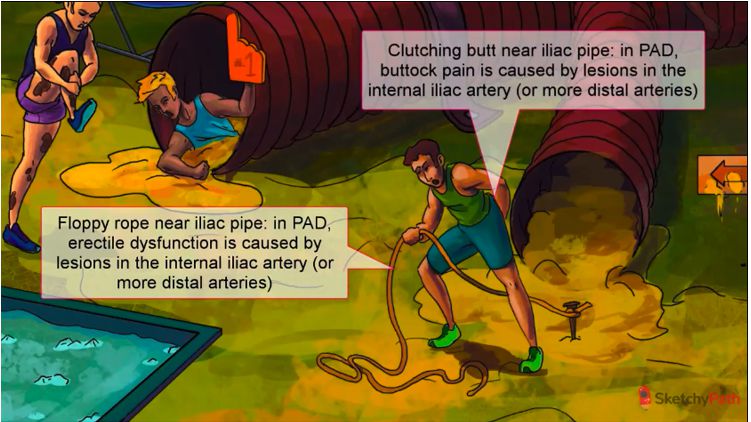 #1
Clutching butt near iliac pipe: in PAD,
buttock pain is caused by lesions in the
internal iliac artery (or more distal arteries)
Floppy rope near iliac pipe: in PAD,
erectile dysfunction is caused by
lesions in the internal iliac artery (or
more distal arteries)
SketchyPath